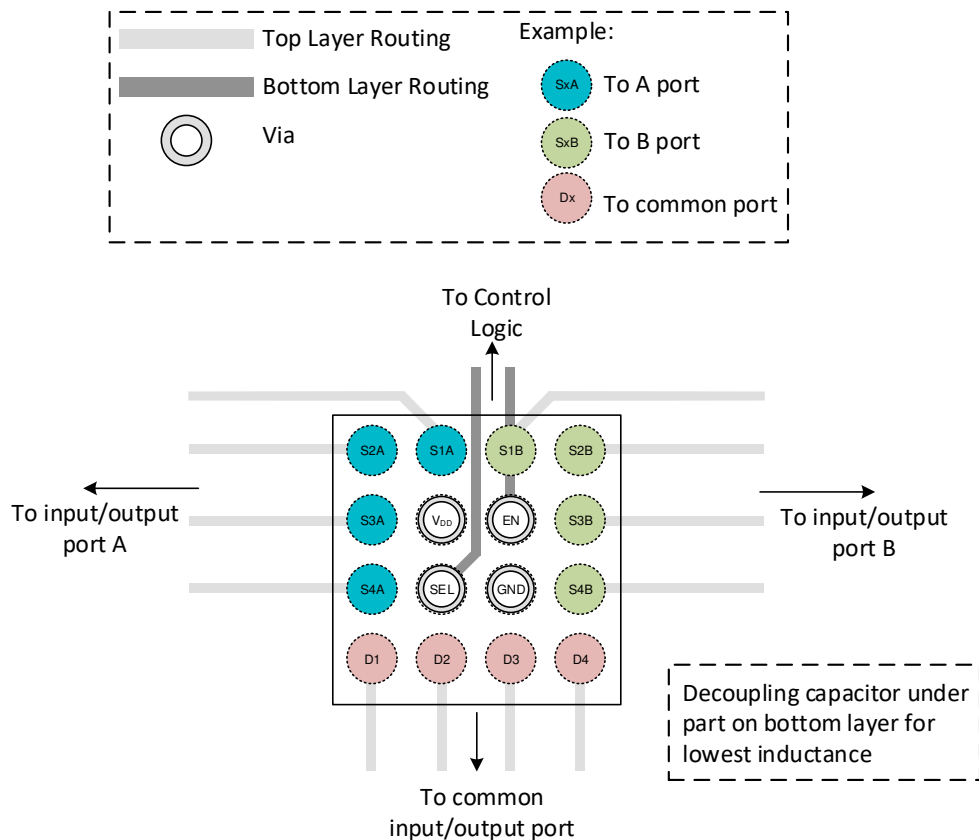 Top Layer Routing
Bottom Layer Routing
Via
Example:
SxA
To A port
SxB
To B port
Dx
To common port
To Control
Logic
S2A
S1A
S1B
S2B
To input/output
port A
S3A
VDD
EN
S3B
To input/output
port B
S4A
SEL
GND
S4B
D1
D2
D3
D4
Decoupling capacitor under
part on bottom layer for
lowest inductance
To common
input/output port